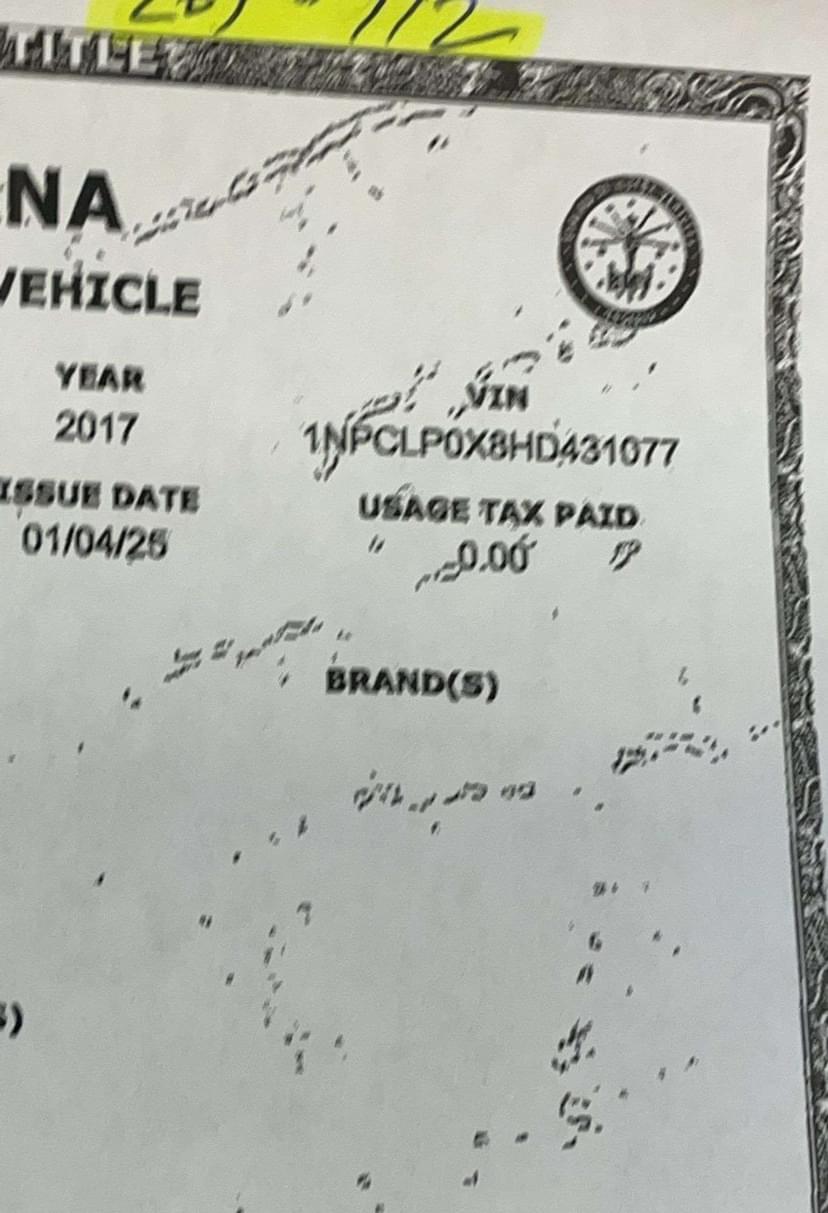 TITLE
NA
VEHICLE
YEAR
2017
VIN
1NPCLP0X8HD431077
ISSUE DATE
01/04/25
USAGE TAX PAID
0.00
BRAND(S)